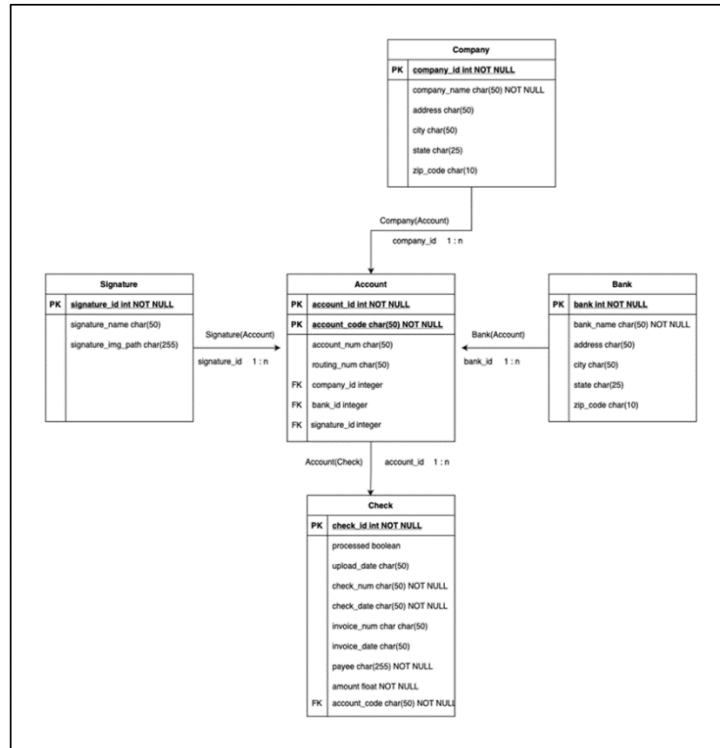 Company
PK company_id int NOT NULL
company_name char(50) NOT NULL
address char(50)
city char(50)
state char(25)
zip_code char(10)
Company(Account)
company_id 1 : n
Signature
PK signature_id int NOT NULL
signature_name char(50)
signature_img_path char(255)
Signature(Account)
signature_id 1 : n
Account
PK account_id int NOT NULL
PK account_code char(50) NOT NULL
account_num char(50)
routing_num char(50)
FK company_id integer
FK bank_id integer
FK signature_id integer
Bank(Account)
bank_id 1 : n
Bank
PK bank int NOT NULL
bank_name char(50) NOT NULL
address char(50)
city char(50)
state char(25)
zip_code char(10)
Account(Check) account_id 1 : n
Check
PK check_id int NOT NULL
processed boolean
upload_date char(50)
check_num char(50) NOT NULL
check_date char(50) NOT NULL
invoice_num char char(50)
invoice_date char(50)
payee char(255) NOT NULL
amount float NOT NULL
FK account_code char(50) NOT NULL